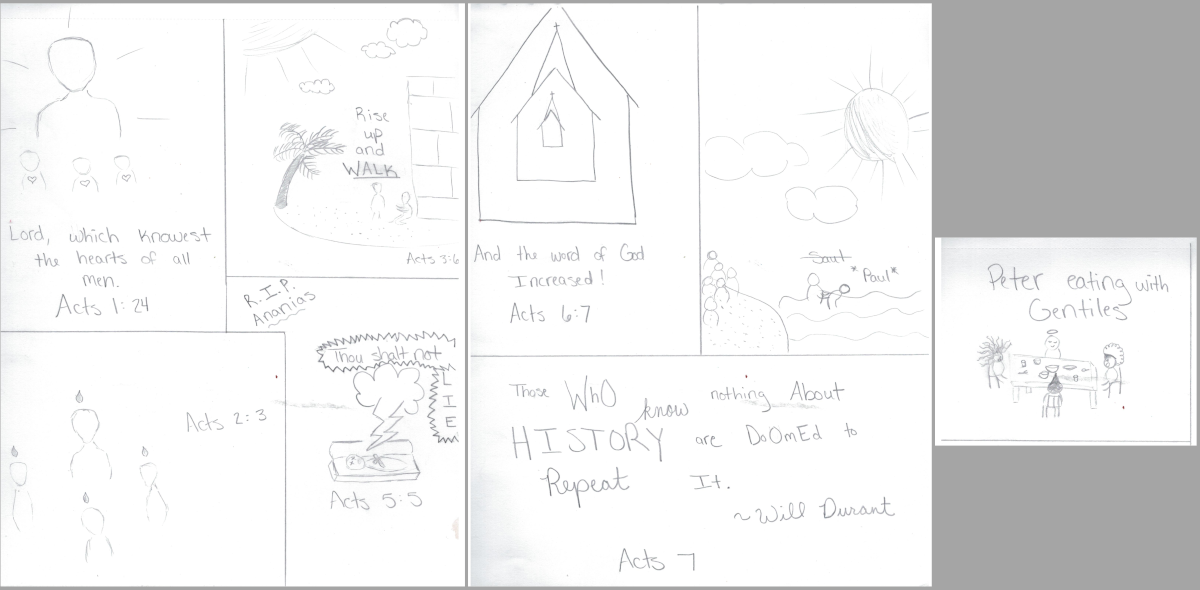 Lord, which knowest
the hearts of all
men.
Acts 1:24
Rise
up
and
WALK
Acts 3:6
Acts 2:3
R.I.P.
Ananias
Thou shalt not
LIE
Acts 5:5
And the word of God
Increased!
Acts 6:7
Saul
*Paul*
Those WhO know nothing About
HISTORY are DoOmEd to
Repeat It.
~Will Durant
Acts 7
Peter eating with
Gentiles